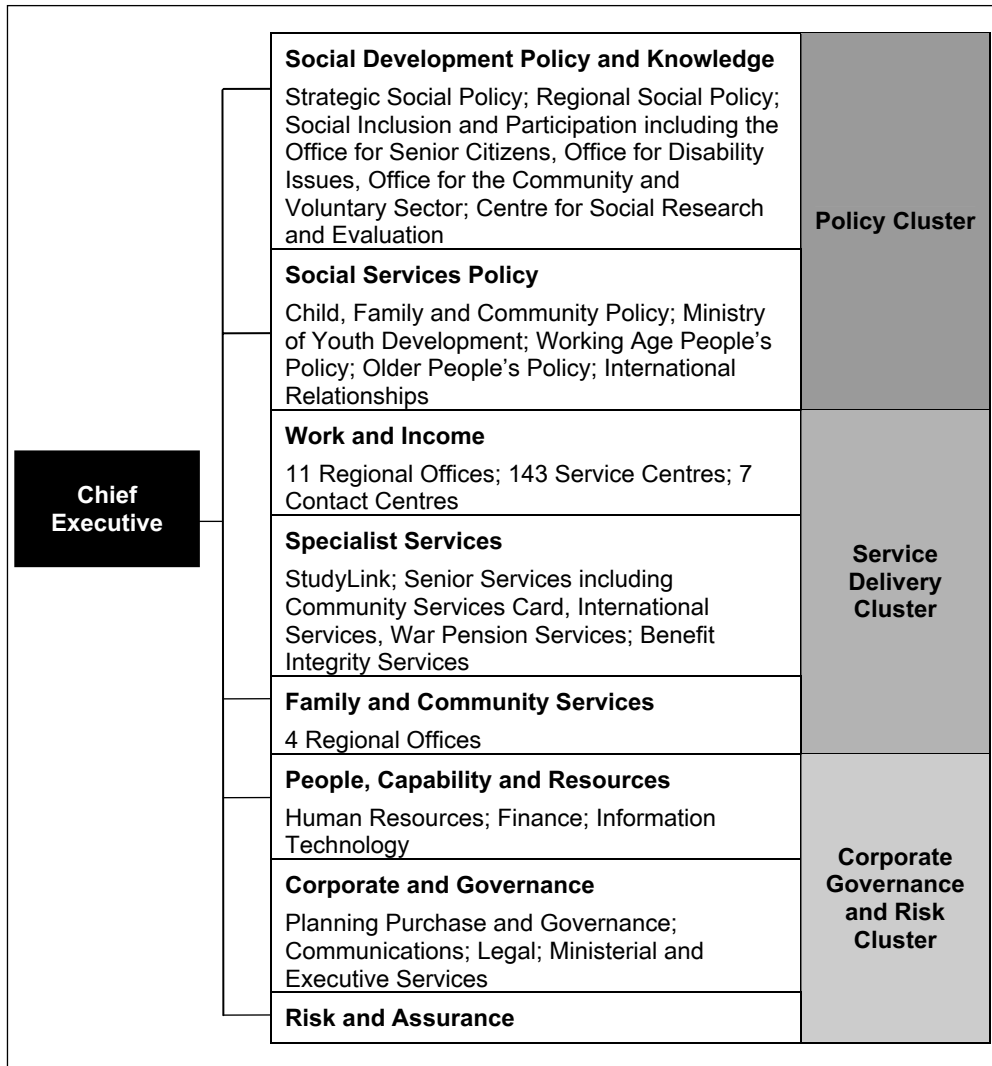 Social Development Policy and Knowledge
Strategic Social Policy; Regional Social Policy;
Social Inclusion and Participation including the
Office for Senior Citizens, Office for Disability
Issues, Office for the Community and
Voluntary Sector; Centre for Social Research
and Evaluation
Policy Cluster
Social Services Policy
Child, Family and Community Policy; Ministry
of Youth Development; Working Age People’s
Policy; Older People’s Policy; International
Relationships
Chief
Executive
Work and Income
11 Regional Offices; 143 Service Centres; 7
Contact Centres
Specialist Services
StudyLink; Senior Services including
Community Services Card, International
Services, War Pension Services; Benefit
Integrity Services
Service
Delivery
Cluster
Family and Community Services
4 Regional Offices
People, Capability and Resources
Human Resources; Finance; Information
Technology
Corporate and Governance
Planning Purchase and Governance;
Communications; Legal; Ministerial and
Executive Services
Corporate
Governance
and Risk
Cluster
Risk and Assurance